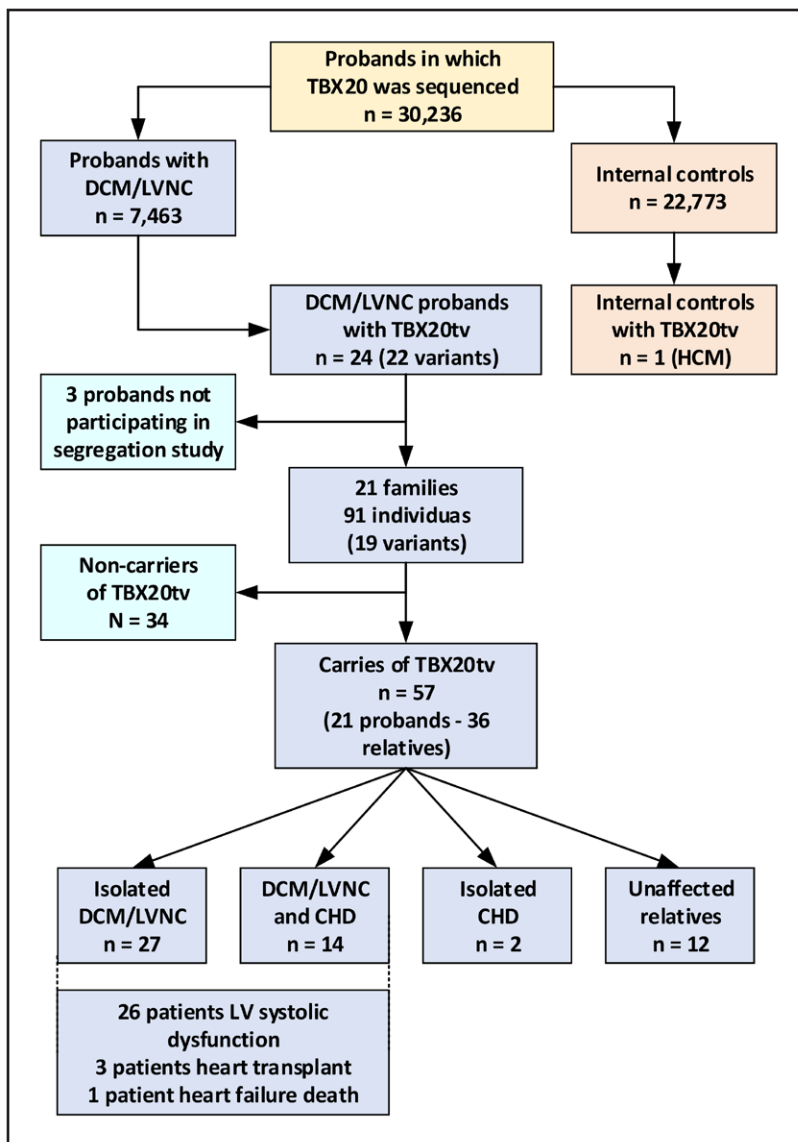 Probands in which
TBX20 was sequenced
n = 30,236
Probands with
DCM/LVNC
n = 7,463
Internal controls
n = 22,773
DCM/LVNC probands
with TBX20tv
n = 24 (22 variants)
Internal controls
with TBX20tv
n = 1 (HCM)
3 probands not
participating in
segregation study
21 families
91 individuas
(19 variants)
Non-carriers
of TBX20tv
N = 34
Carries of TBX20tv
n = 57
(21 probands - 36
relatives)
Isolated
DCM/LVNC
n = 27
DCM/LVNC
and CHD
n = 14
Isolated
CHD
n = 2
Unaffected
relatives
n = 12
26 patients LV systolic
dysfunction
3 patients heart transplant
1 patient heart failure death